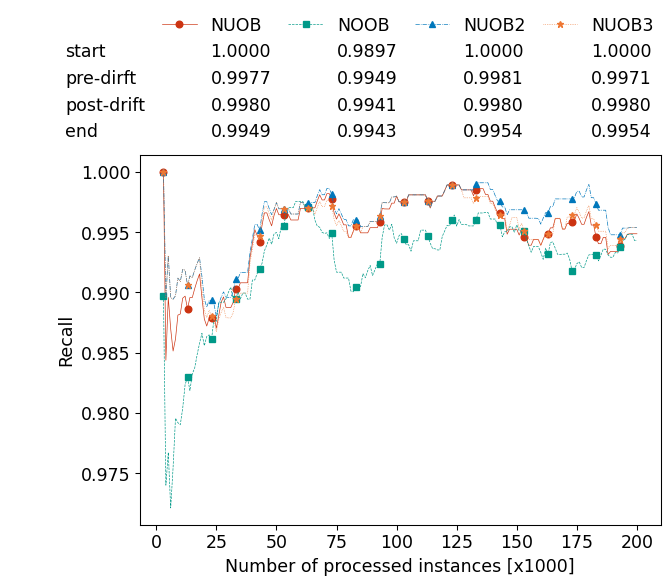 NUOB NOOB NUOB2 NUOB3
start 1.0000 0.9897 1.0000 1.0000
pre-dirft 0.9977 0.9949 0.9981 0.9971
post-drift 0.9980 0.9941 0.9980 0.9980
end 0.9949 0.9943 0.9954 0.9954
1.000
0.995
0.990
0.985
0.980
0.975
Recall
0 25 50 75 100 125 150 175 200
Number of processed instances [x1000]